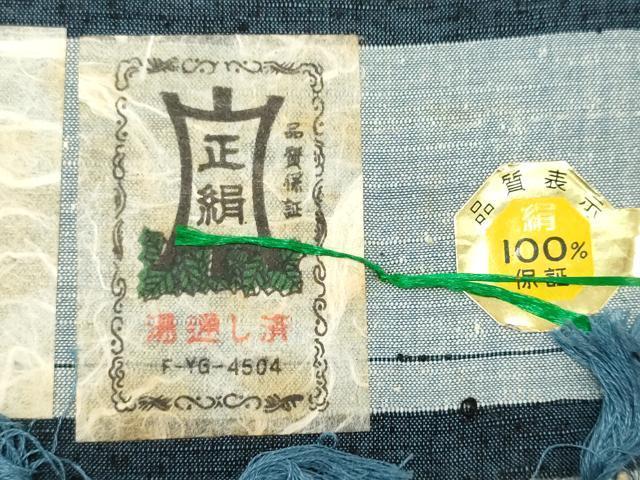 品質保証
正絹
湯通し済
F-YG-4504
品質表示
絹
100%
保証